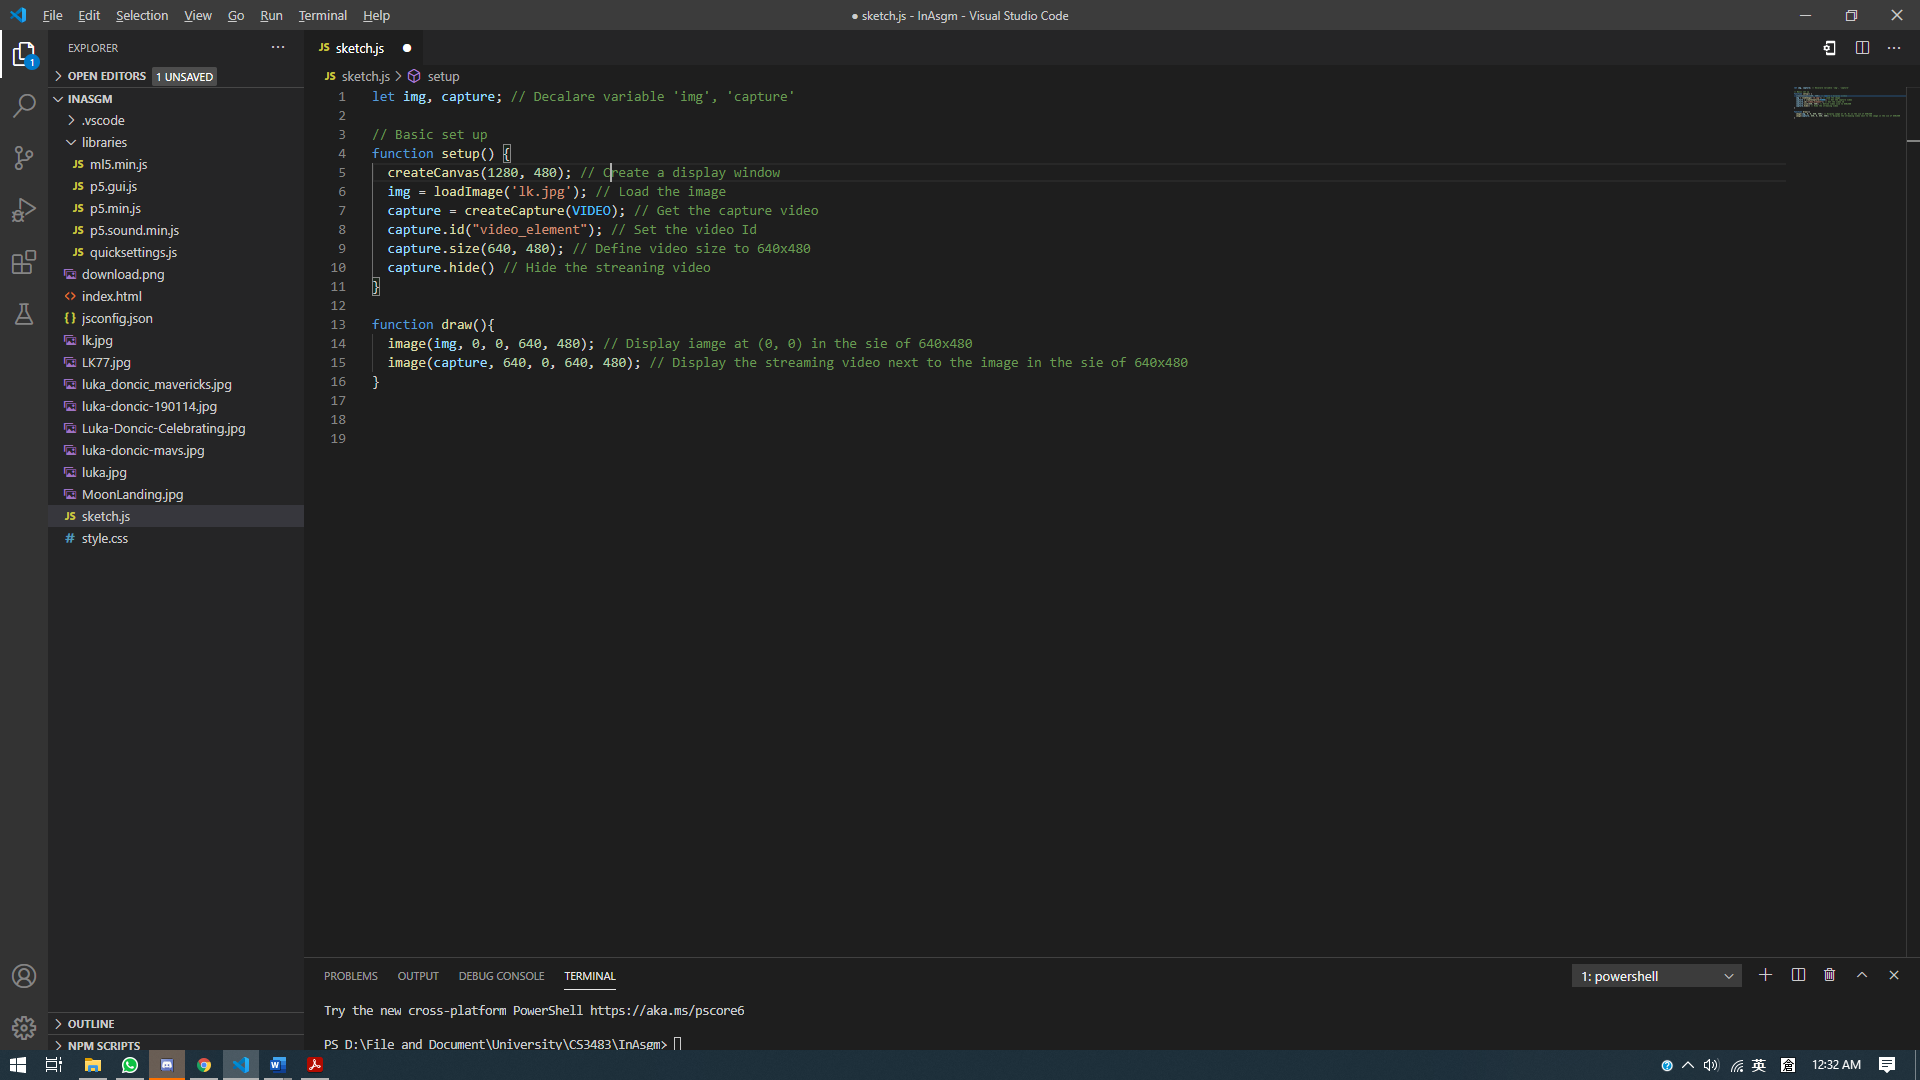 File Edit Selection View Go Run Terminal Help
● sketch.js - InAsgm - Visual Studio Code
EXPLORER
1
OPEN EDITORS 1 UNSAVED
INASGM
.vscode
libraries
JS ml5.min.js
JS p5.gui.js
JS p5.min.js
JS p5.sound.min.js
JS quicksettings.js
download.png
<> index.html
{} jsconfig.json
lk.jpg
LK77.jpg
luka_doncic_mavericks.jpg
luka-doncic-190114.jpg
Luka-Doncic-Celebrating.jpg
luka-doncic-mavs.jpg
luka.jpg
MoonLanding.jpg
JS sketch.js
# style.css
OUTLINE
NPM SCRIPTS
JS sketch.js ●
JS sketch.js > setup
1 let img, capture; // Decalare variable 'img', 'capture'
2
3 // Basic set up
4 function setup() {
5 createCanvas(1280, 480); // Create a display window
6 img = loadImage('lk.jpg'); // Load the image
7 capture = createCapture(VIDEO); // Get the capture video
8 capture.id("video_element"); // Set the video Id
9 capture.size(640, 480); // Define video size to 640x480
10 capture.hide() // Hide the streaning video
11 }
12
13 function draw(){
14 image(img, 0, 0, 640, 480); // Display iamge at (0, 0) in the sie of 640x480
15 image(capture, 640, 0, 640, 480); // Display the streaming video next to the image in the sie of 640x480
16 }
17
18
19
PROBLEMS OUTPUT DEBUG CONSOLE TERMINAL
1: powershell
Try the new cross-platform PowerShell https://aka.ms/pscore6
PS D:\File and Document\University\CS3483\InAsgm>
英 倉 12:32 AM